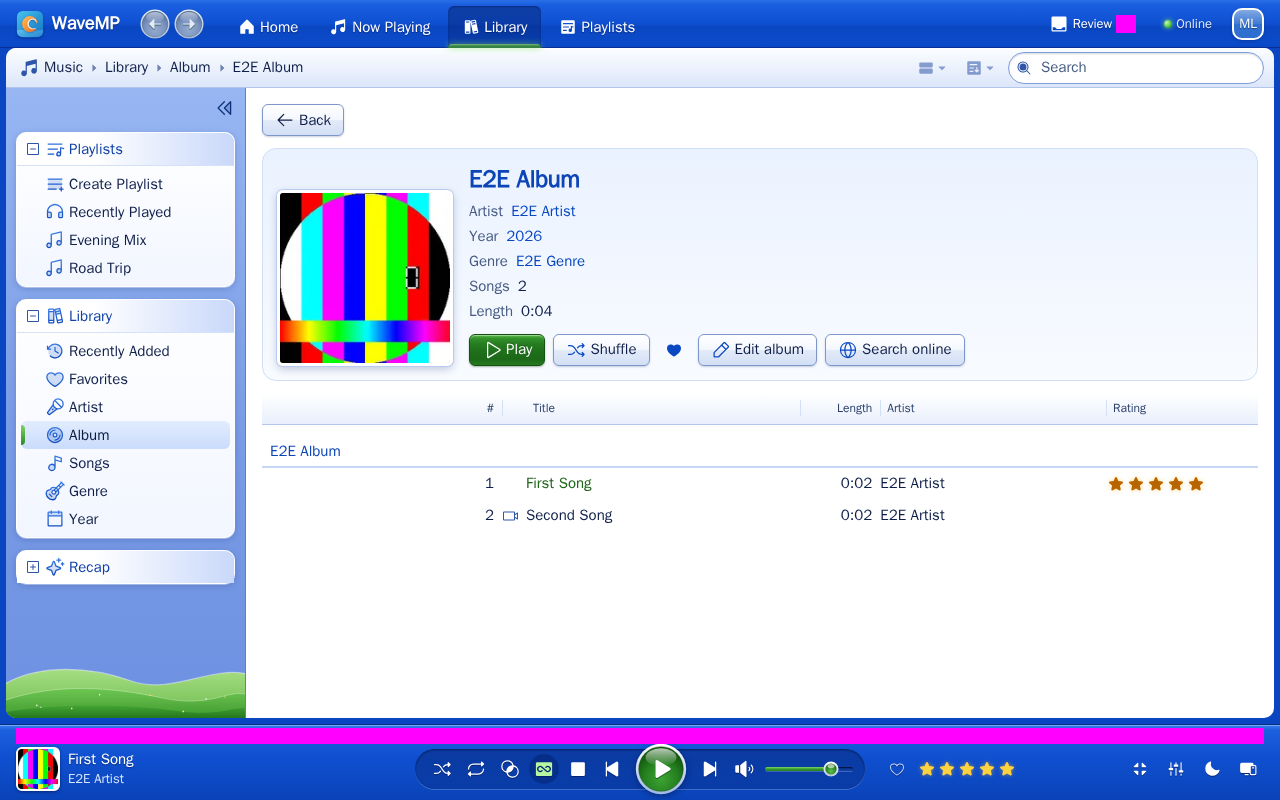 WaveMP
Home
Now Playing
Library
Playlists
Review
Online
ML
Music
Library
Album
E2E Album
Search
Playlists
Create Playlist
Recently Played
Evening Mix
Road Trip
Library
Recently Added
Favorites
Artist
Album
Songs
Genre
Year
Recap
Back
E2E Album
Artist E2E Artist
Year 2026
Genre E2E Genre
Songs 2
Length 0:04
Play
Shuffle
Edit album
Search online
# Title Length Artist Rating
E2E Album
1 First Song 0:02 E2E Artist
2 Second Song 0:02 E2E Artist
First Song
E2E Artist